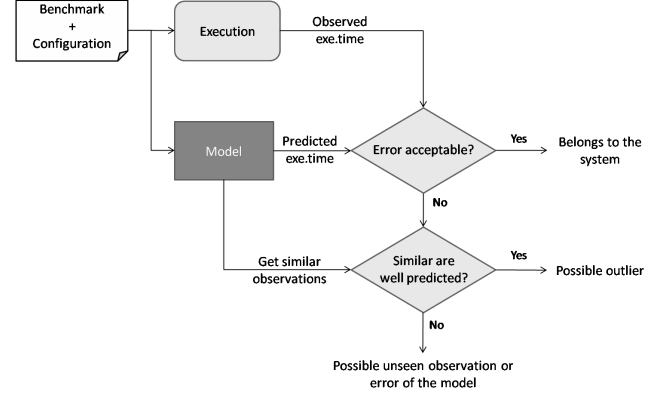 Benchmark
+
Configuration
Execution
Observed
exe.time
Model
Predicted
exe.time
Error acceptable?
Yes
Belongs to the
system
No
Get similar
observations
Similar are
well predicted?
Yes
Possible outlier
No
Possible unseen observation or
error of the model